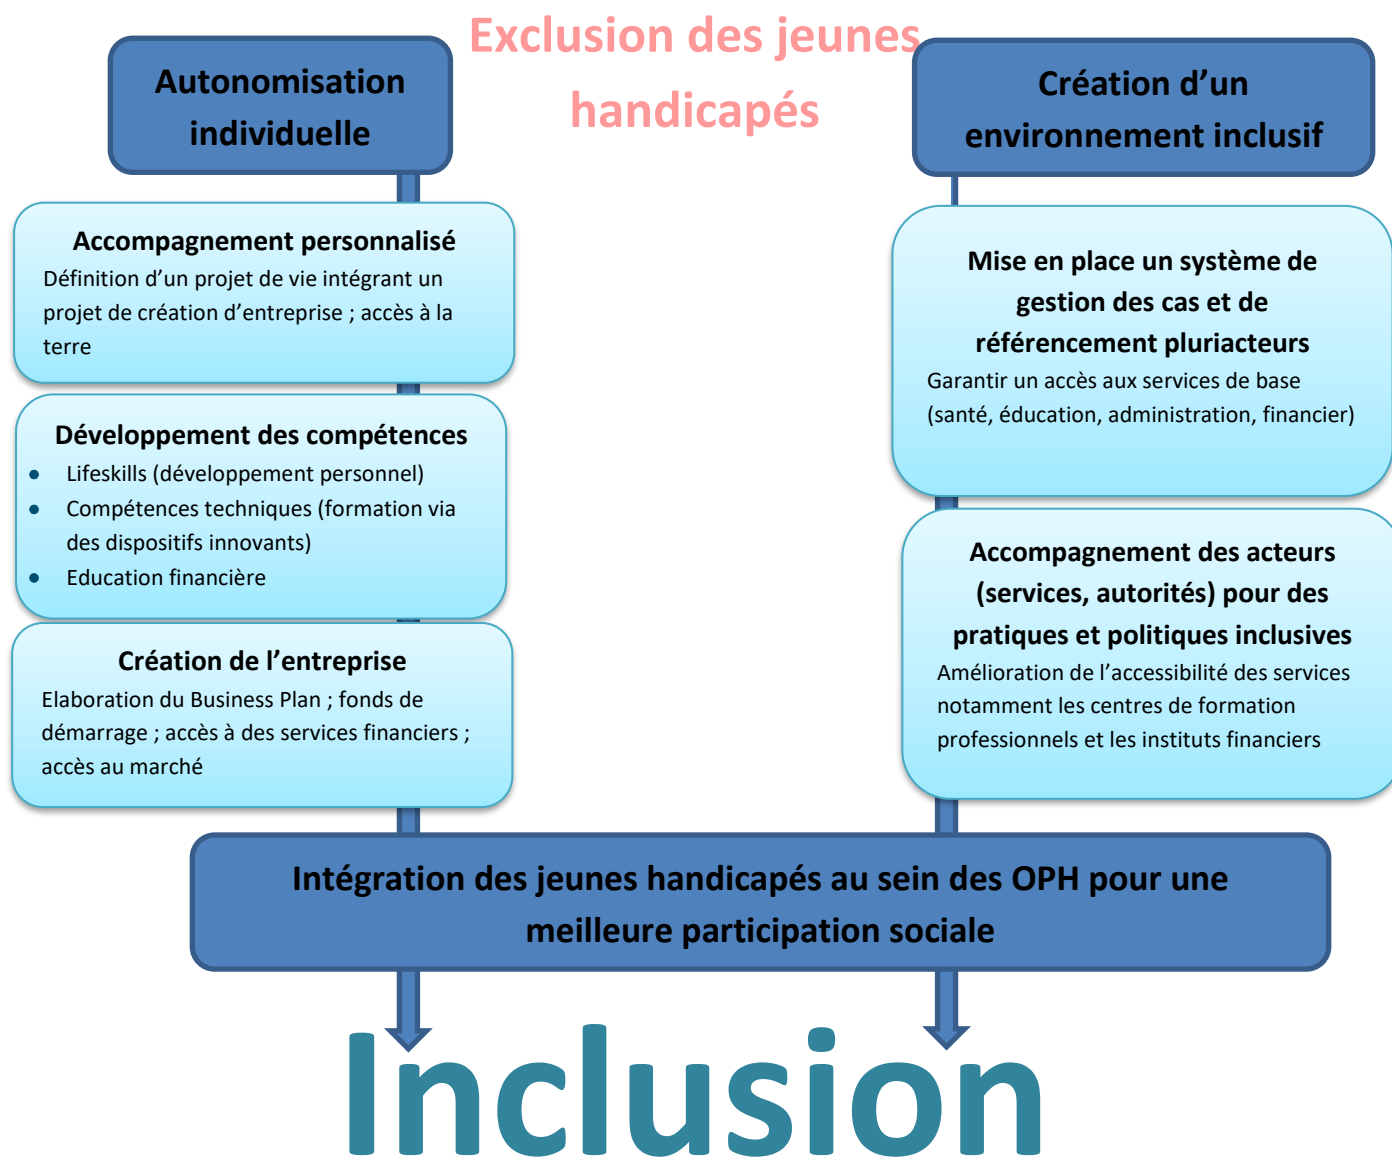 Exclusion des jeunes
handicapés
Autonomisation
individuelle
Accompagnement personnalisé
Définition d’un projet de vie intégrant un
projet de création d’entreprise ; accès à la
terre
Développement des compétences
● Lifeskills (développement personnel)
● Compétences techniques (formation via
des dispositifs innovants)
● Education financière
Création de l’entreprise
Elaboration du Business Plan ; fonds de
démarrage ; accès à des services financiers ;
accès au marché
Création d’un
environnement inclusif
Mise en place un système de
gestion des cas et de
référencement pluriacteurs
Garantir un accès aux services de base
(santé, éducation, administration, financier)
Accompagnement des acteurs
(services, autorités) pour des
pratiques et politiques inclusives
Amélioration de l’accessibilité des services
notamment les centres de formation
professionnels et les instituts financiers
Intégration des jeunes handicapés au sein des OPH pour une
meilleure participation sociale
Inclusion